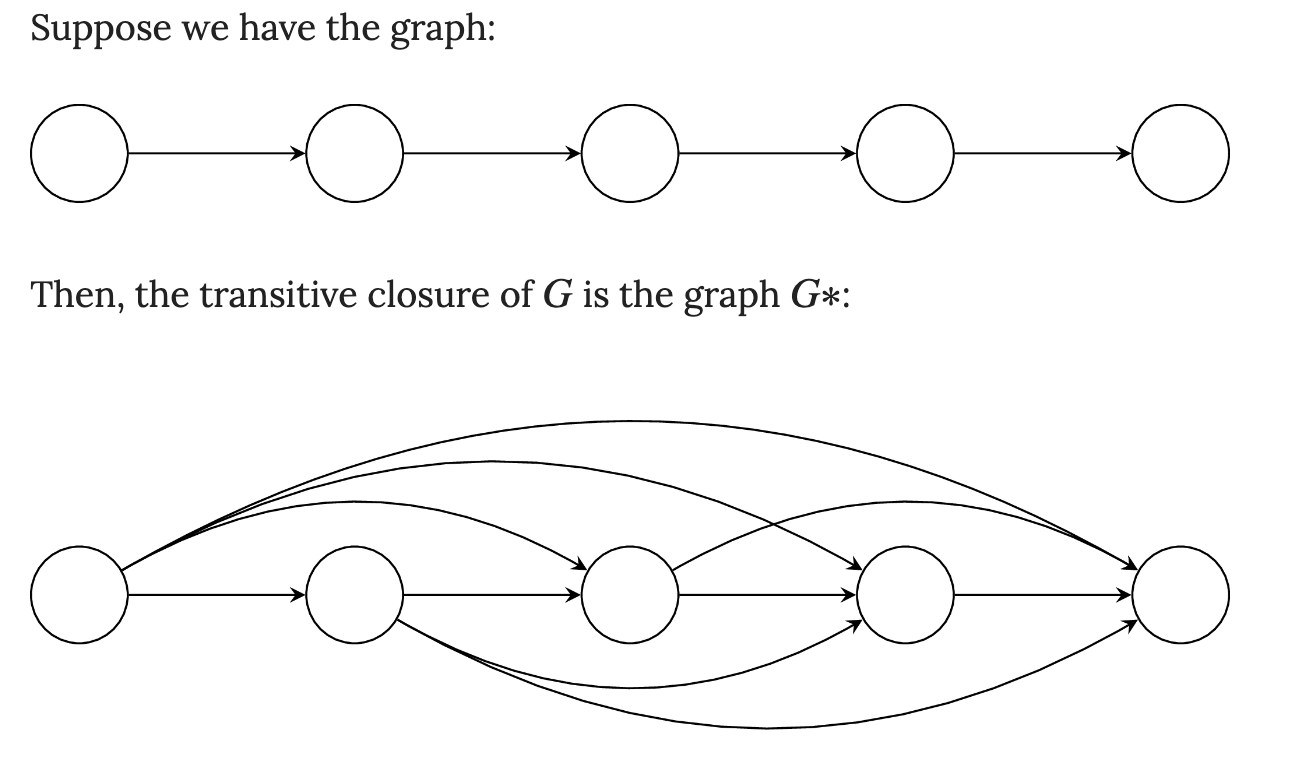 Suppose we have the graph:
Then, the transitive closure of G is the graph G∗: